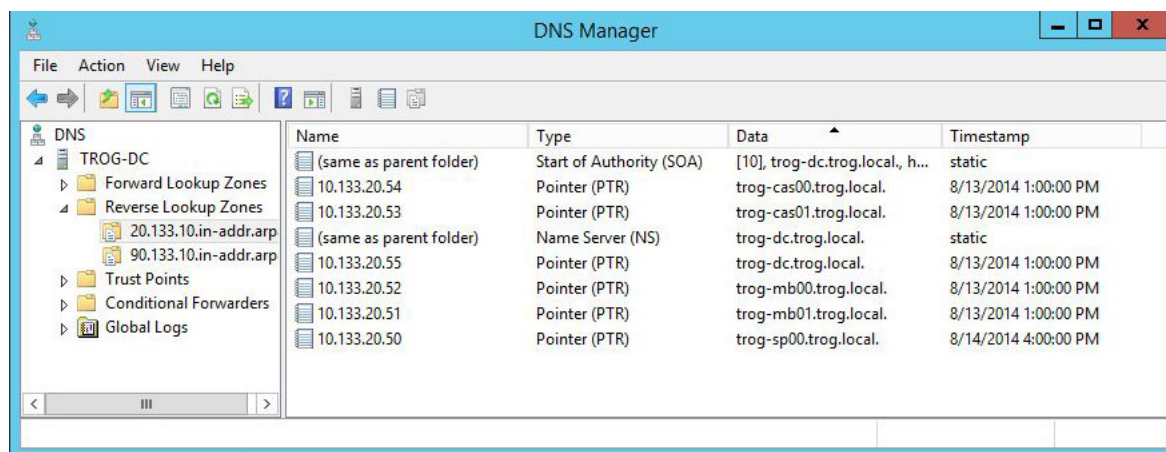 DNS Manager
File Action View Help
DNS
TROG-DC
Forward Lookup Zones
Reverse Lookup Zones
20.133.10.in-addr.arp
90.133.10.in-addr.arp
Trust Points
Conditional Forwarders
Global Logs
Name Type Data Timestamp
(same as parent folder) Start of Authority (SOA) [10], trog-dc.trog.local., h... static
10.133.20.54 Pointer (PTR) trog-cas00.trog.local. 8/13/2014 1:00:00 PM
10.133.20.53 Pointer (PTR) trog-cas01.trog.local. 8/13/2014 1:00:00 PM
(same as parent folder) Name Server (NS) trog-dc.trog.local. static
10.133.20.55 Pointer (PTR) trog-dc.trog.local. 8/13/2014 1:00:00 PM
10.133.20.52 Pointer (PTR) trog-mb00.trog.local. 8/13/2014 1:00:00 PM
10.133.20.51 Pointer (PTR) trog-mb01.trog.local. 8/13/2014 1:00:00 PM
10.133.20.50 Pointer (PTR) trog-sp00.trog.local. 8/14/2014 4:00:00 PM